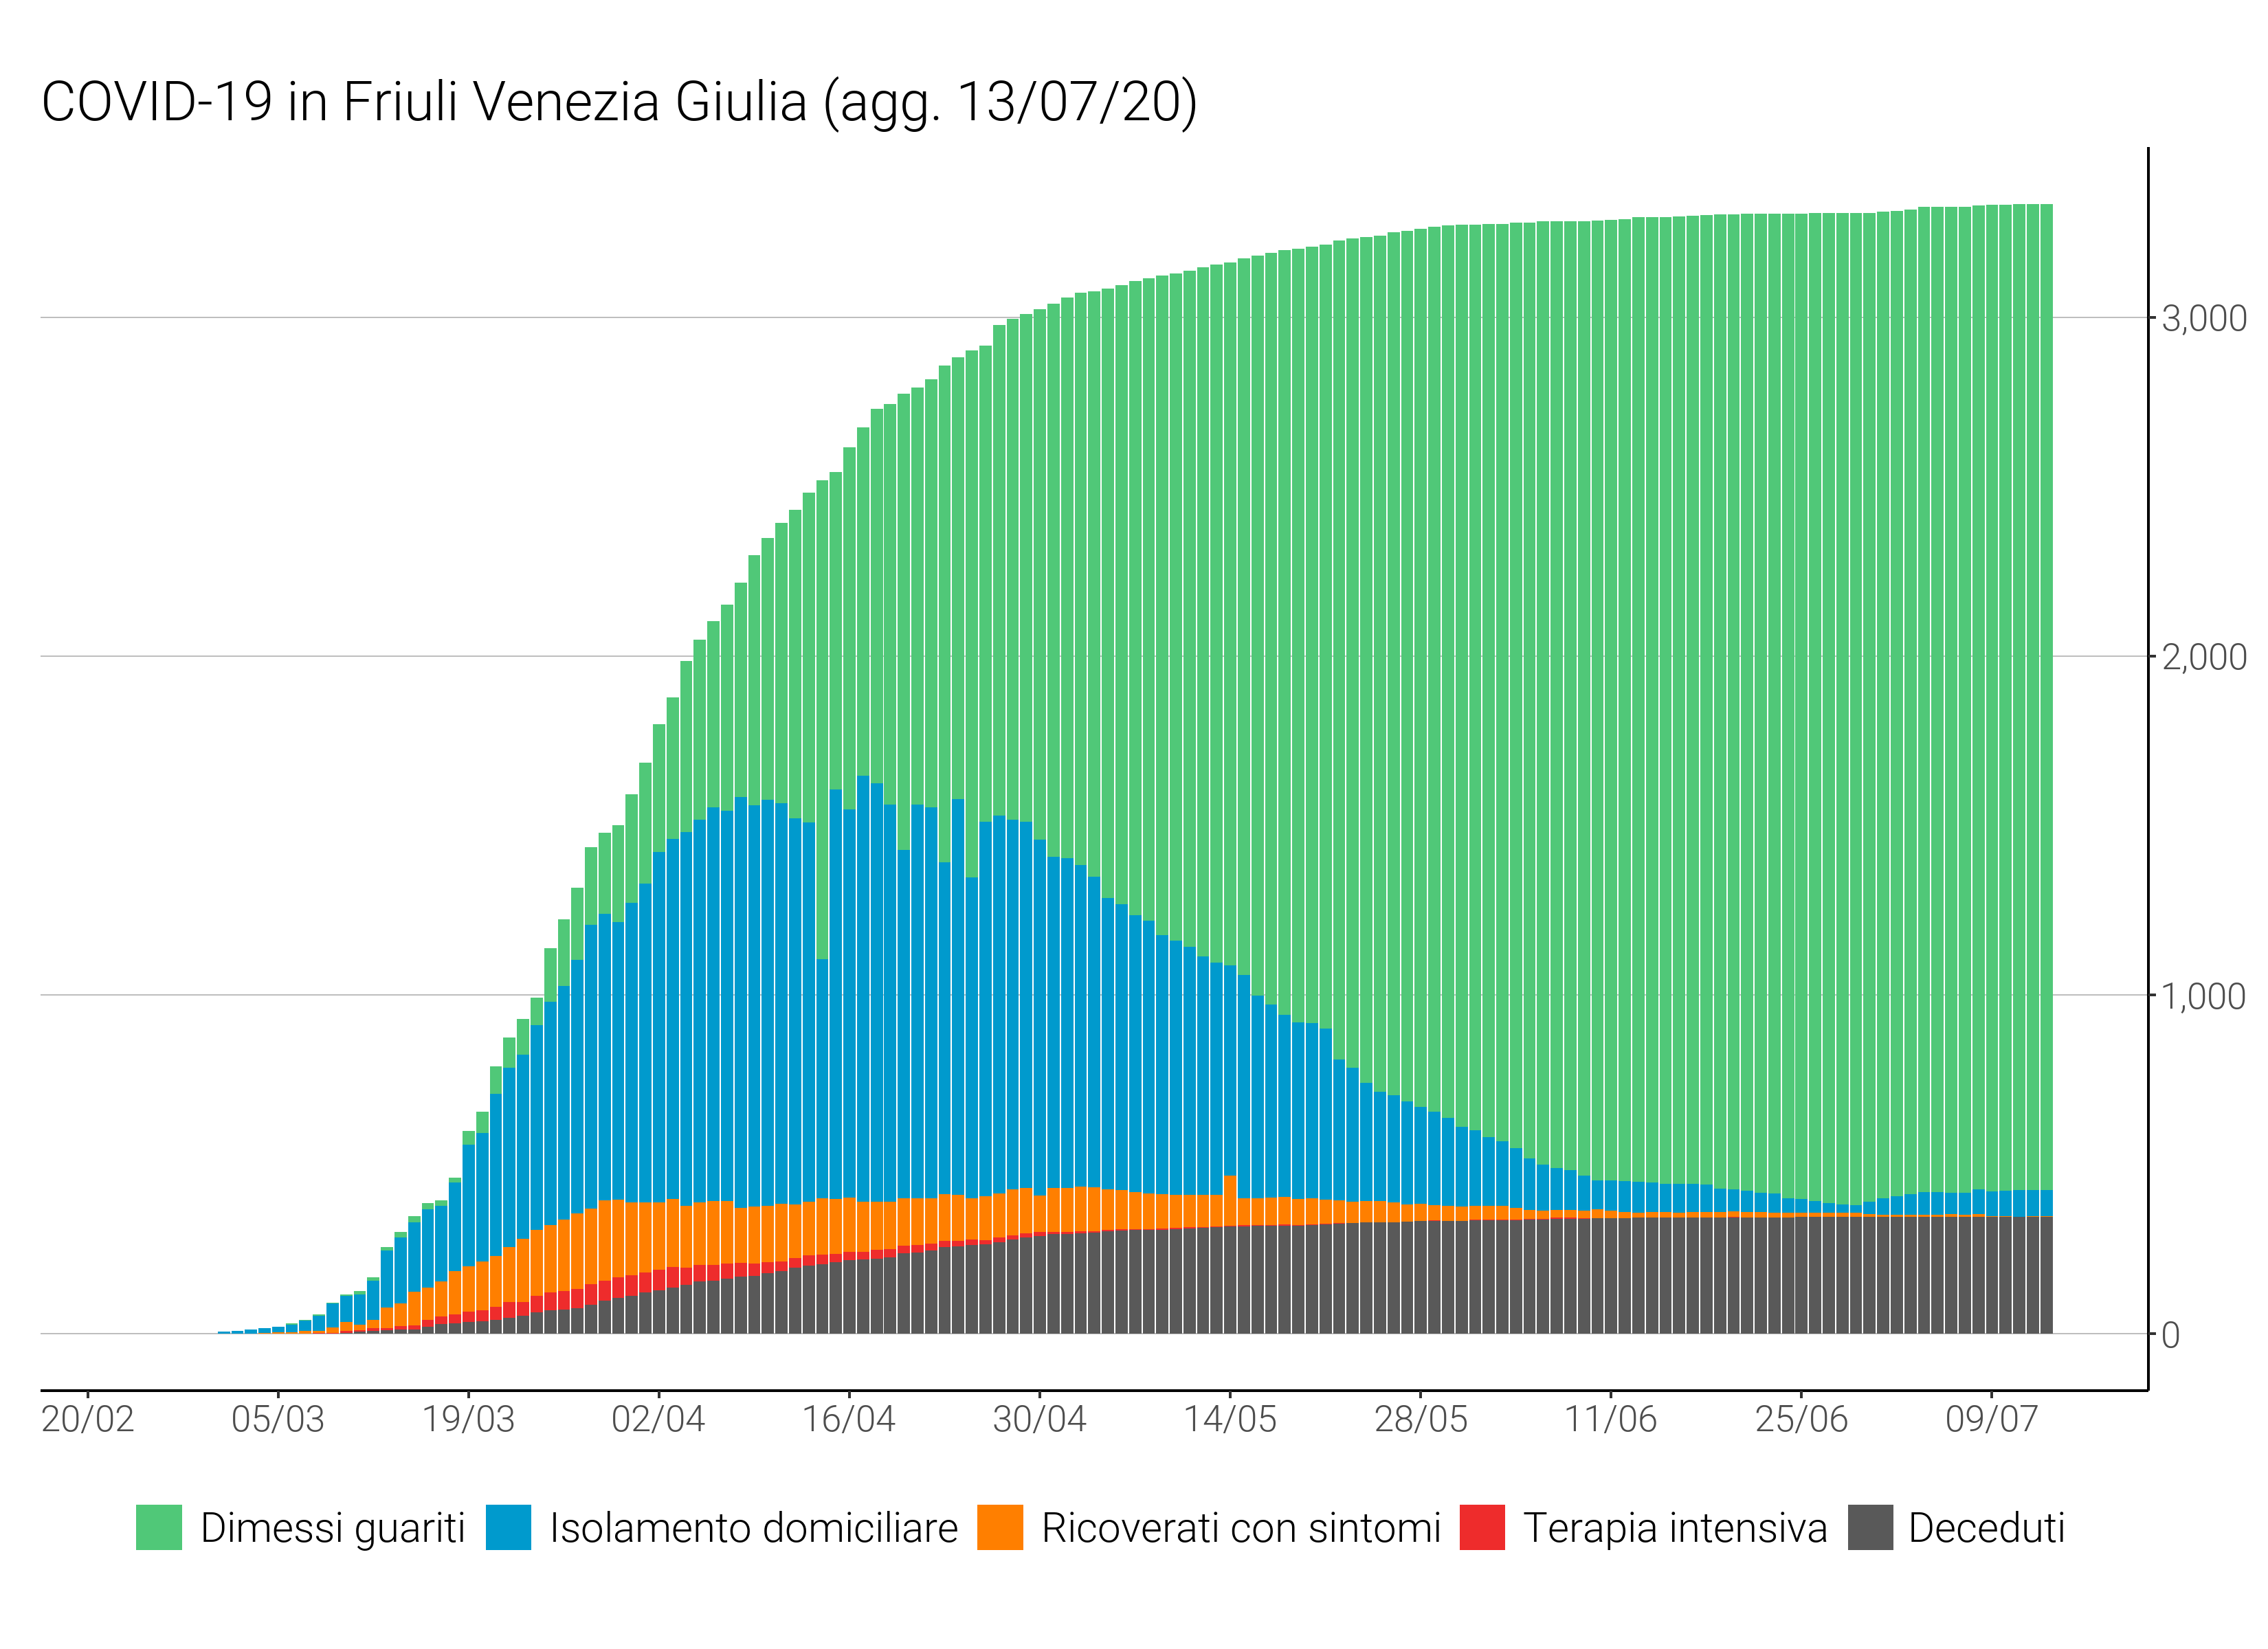 COVID-19 in Friuli Venezia Giulia (agg. 13/07/20)
3,000
2,000
1,000
0
20/02 05/03 19/03 02/04 16/04 30/04 14/05 28/05 11/06 25/06 09/07
Dimessi guariti Isolamento domiciliare Ricoverati con sintomi Terapia intensiva Deceduti